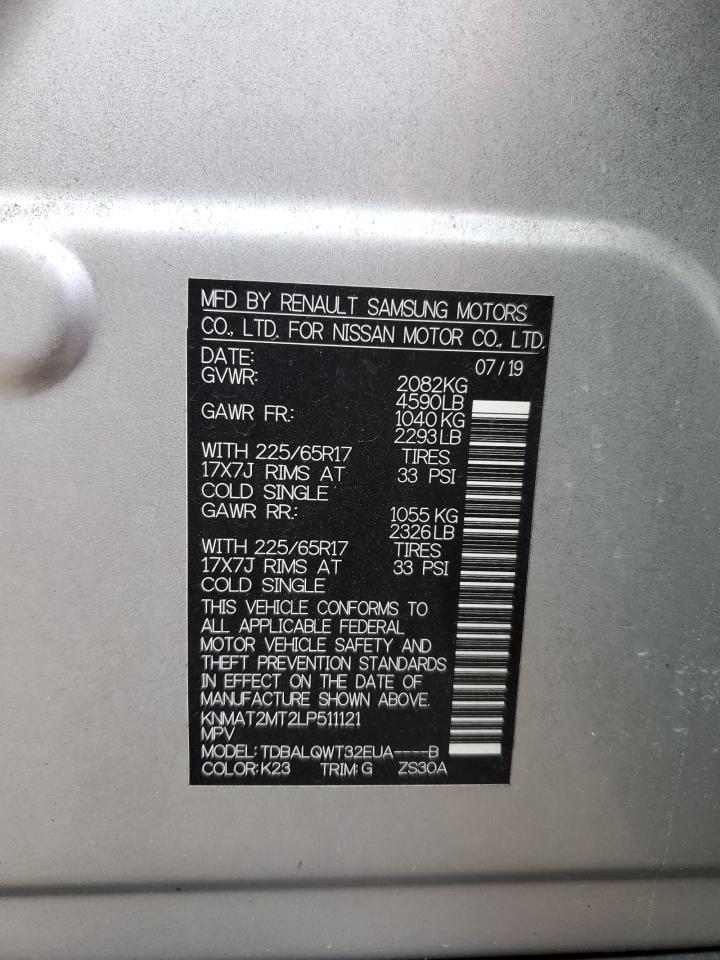 MFD BY RENAULT SAMSUNG MOTORS
CO., LTD. FOR NISSAN MOTOR CO., LTD.
DATE: 07/19
GVWR: 2082KG
4590LB
GAWR FR.: 1040 KG
2293 LB
WITH 225/65R17 TIRES
17X7J RIMS AT 33 PSI
COLD SINGLE
GAWR RR.: 1055 KG
2326 LB
WITH 225/65R17 TIRES
17X7J RIMS AT 33 PSI
COLD SINGLE
THIS VEHICLE CONFORMS TO
ALL APPLICABLE FEDERAL
MOTOR VEHICLE SAFETY AND
THEFT PREVENTION STANDARDS
IN EFFECT ON THE DATE OF
MANUFACTURE SHOWN ABOVE.
KNMAT2MT2LP511121
MPV
MODEL: TDBALQWT32EUA----B
COLOR: K23 TRIM: G ZS30A